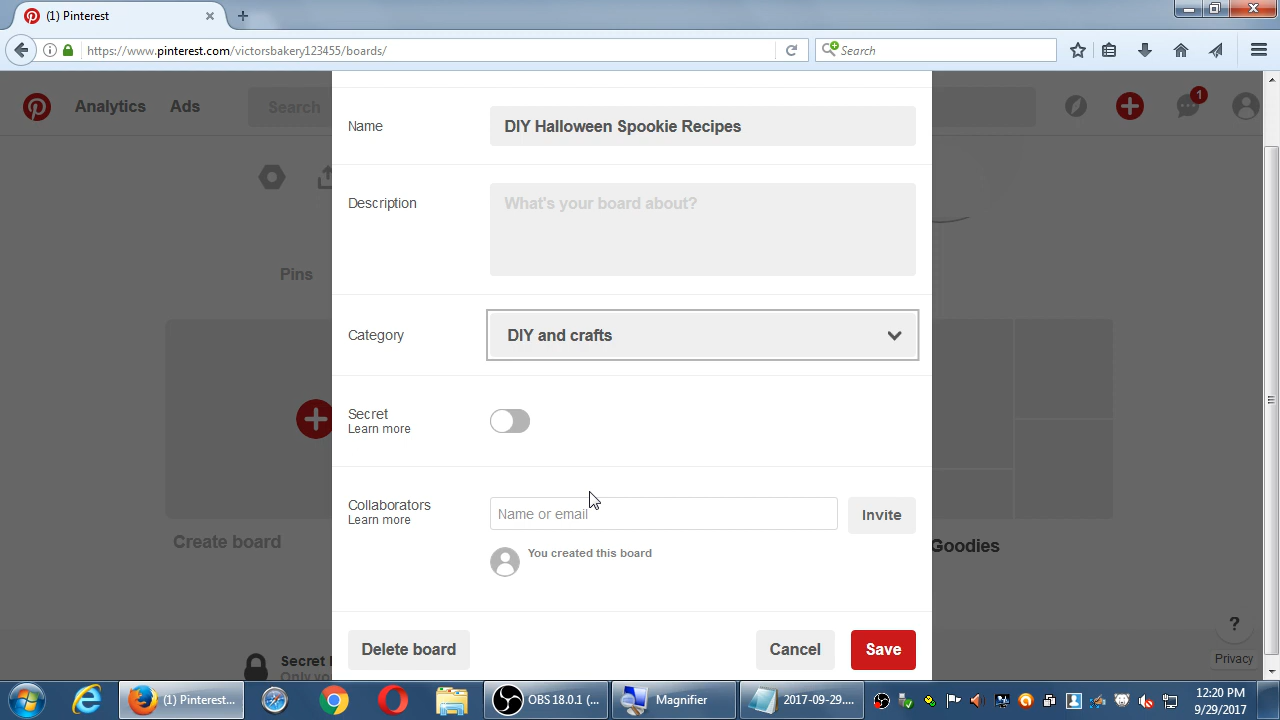 (1) Pinterest
https://www.pinterest.com/victorsbakery123455/boards/
Search
Analytics
Ads
Search
1
Name
DIY Halloween Spookie Recipes
Description
What's your board about?
Pins
Category
DIY and crafts
Secret
Learn more
Collaborators
Learn more
Name or email
Invite
You created this board
Create board
Goodies
Delete board
Cancel
Save
?
Privacy
Secret
Only yo
(1) Pinterest...
OBS 18.0.1 (...
Magnifier
2017-09-29....
12:20 PM
9/29/2017